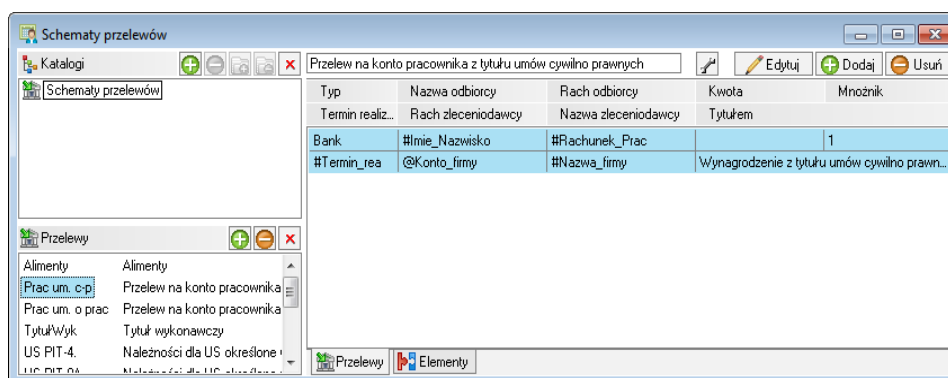 Schematy przelewów
Katalogi
Schematy przelewów
Przelew na konto pracownika z tytułu umów cywilno prawnych
Edytuj
Dodaj
Usuń
Typ Nazwa odbiorcy Rach odbiorcy Kwota Mnożnik
Termin realiz... Rach zleceniodawcy Nazwa zleceniodawcy Tytułem
Bank #Imie_Nazwisko #Rachunek_Prac 1
#Termin_rea @Konto_firmy #Nazwa_firmy Wynagrodzenie z tytułu umów cywilno prawn...
Przelewy
Alimenty Alimenty
Prac um. c-p Przelew na konto pracownika
Prac um. o prac Przelew na konto pracownika
TytułWyk Tytuł wykonawczy
US PIT-4. Należności dla US określone
Przelewy
Elementy